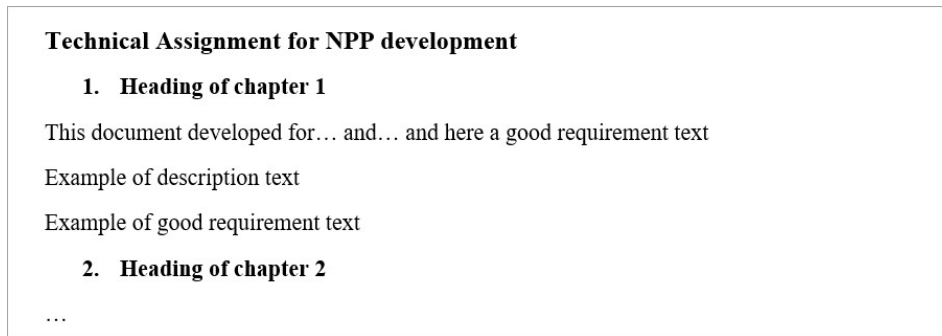 Technical Assignment for NPP development
1. Heading of chapter 1
This document developed for… and… and here a good requirement text
Example of description text
Example of good requirement text
2. Heading of chapter 2
…